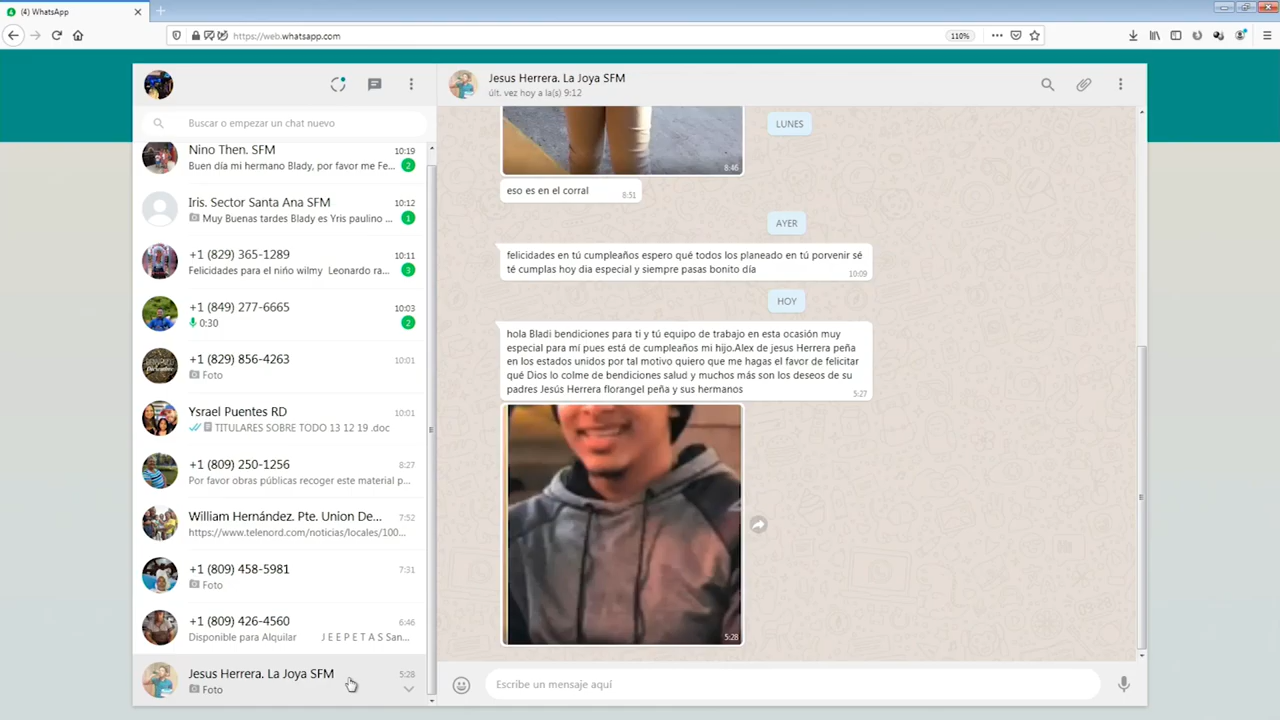 (4) WhatsApp
https://web.whatsapp.com
110%
Jesus Herrera. La Joya SFM
últ. vez hoy a la(s) 9:12
Buscar o empezar un chat nuevo
Nino Then. SFM
10:19
Buen día mi hermano Blady, por favor me Fe...
2
Iris. Sector Santa Ana SFM
10:12
Muy Buenas tardes Blady es Yris paulino ...
1
+1 (829) 365-1289
10:11
Felicidades para el niño wilmy Leonardo ra...
3
+1 (849) 277-6665
10:03
0:30
2
+1 (829) 856-4263
10:01
Foto
Ysrael Puentes RD
10:01
TITULARES SOBRE TODO 13 12 19 .doc
+1 (809) 250-1256
8:27
Por favor obras públicas recoger este material p...
William Hernández. Pte. Union De...
7:52
https://www.telenord.com/noticias/locales/100...
+1 (809) 458-5981
7:31
Foto
+1 (809) 426-4560
6:46
Disponible para Alquilar J E E P E T A S San...
Jesus Herrera. La Joya SFM
5:28
Foto
LUNES
8:46
eso es en el corral
8:51
AYER
felicidades en tú cumpleaños espero qué todos los planeado en tú porvenir sé
té cumplas hoy dia especial y siempre pasas bonito día
10:09
HOY
hola Bladi bendiciones para ti y tú equipo de trabajo en esta ocasión muy
especial para mí pues está de cumpleaños mi hijo.Alex de jesus Herrera peña
en los estados unidos por tal motivo quiero que me hagas el favor de felicitar
qué Dios lo colme de bendiciones salud y muchos más son los deseos de su
padres Jesús Herrera florangel peña y sus hermanos
5:27
5:28
Escribe un mensaje aquí